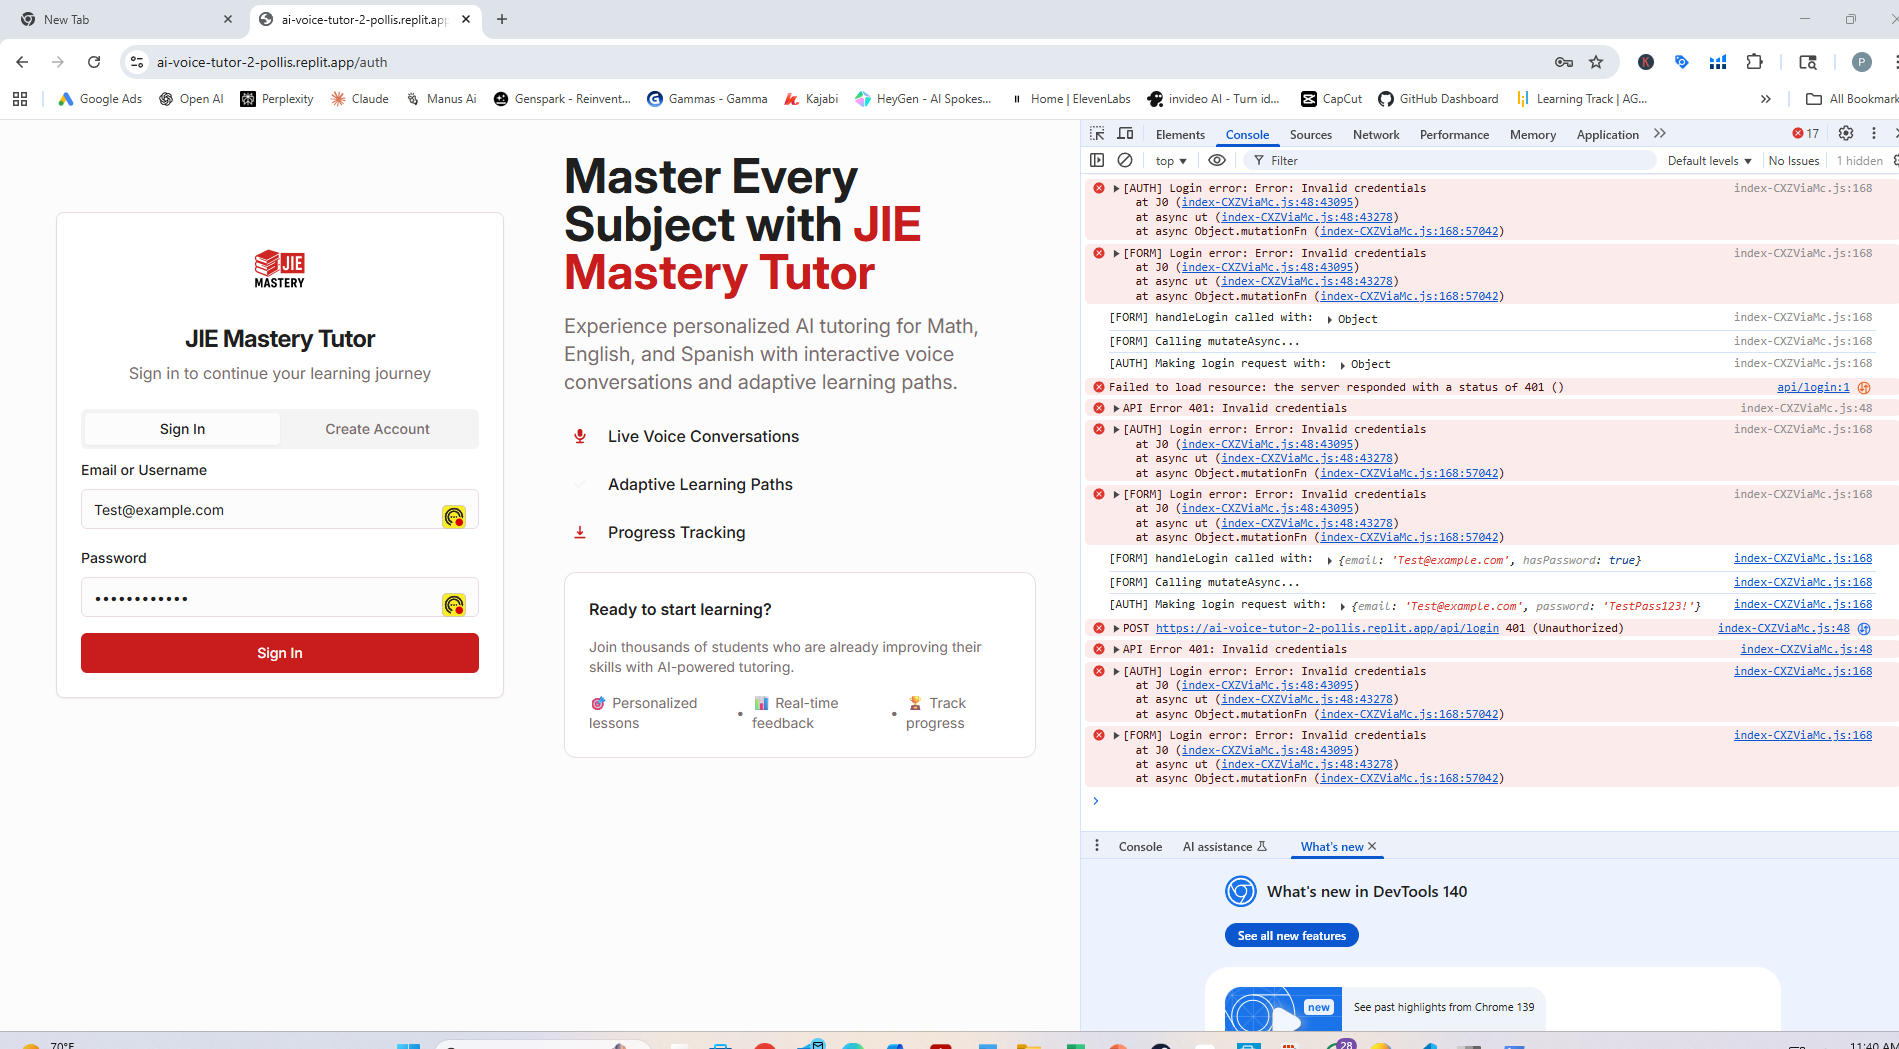 New Tab
ai-voice-tutor-2-pollis.replit.app
ai-voice-tutor-2-pollis.replit.app/auth
K
P
Google Ads
Open AI
Perplexity
Claude
Manus Ai
Genspark - Reinvent...
Gammas - Gamma
Kajabi
HeyGen - AI Spokes...
Home | ElevenLabs
invideo AI - Turn id...
CapCut
GitHub Dashboard
Learning Track | AG...
All Bookmark
JIE
MASTERY
JIE Mastery Tutor
Sign in to continue your learning journey
Sign In
Create Account
Email or Username
Test@example.com
Password
••••••••••••
Sign In
Master Every
Subject with JIE
Mastery Tutor
Experience personalized AI tutoring for Math,
English, and Spanish with interactive voice
conversations and adaptive learning paths.
Live Voice Conversations
Adaptive Learning Paths
Progress Tracking
Ready to start learning?
Join thousands of students who are already improving their
skills with AI-powered tutoring.
🎯 Personalized
lessons
•
📊 Real-time
feedback
•
🏆 Track
progress
Elements Console Sources Network Performance Memory Application 17
top Filter Default levels No Issues 1 hidden
[AUTH] Login error: Error: Invalid credentials index-CXZViaMc.js:168
at J0 (index-CXZViaMc.js:48:43095)
at async ut (index-CXZViaMc.js:48:43278)
at async Object.mutationFn (index-CXZViaMc.js:168:57042)
[FORM] Login error: Error: Invalid credentials index-CXZViaMc.js:168
at J0 (index-CXZViaMc.js:48:43095)
at async ut (index-CXZViaMc.js:48:43278)
at async Object.mutationFn (index-CXZViaMc.js:168:57042)
[FORM] handleLogin called with: Object index-CXZViaMc.js:168
[FORM] Calling mutateAsync... index-CXZViaMc.js:168
[AUTH] Making login request with: Object index-CXZViaMc.js:168
Failed to load resource: the server responded with a status of 401 () api/login:1
API Error 401: Invalid credentials index-CXZViaMc.js:48
[AUTH] Login error: Error: Invalid credentials index-CXZViaMc.js:168
at J0 (index-CXZViaMc.js:48:43095)
at async ut (index-CXZViaMc.js:48:43278)
at async Object.mutationFn (index-CXZViaMc.js:168:57042)
[FORM] Login error: Error: Invalid credentials index-CXZViaMc.js:168
at J0 (index-CXZViaMc.js:48:43095)
at async ut (index-CXZViaMc.js:48:43278)
at async Object.mutationFn (index-CXZViaMc.js:168:57042)
[FORM] handleLogin called with: {email: 'Test@example.com', hasPassword: true} index-CXZViaMc.js:168
[FORM] Calling mutateAsync... index-CXZViaMc.js:168
[AUTH] Making login request with: {email: 'Test@example.com', password: 'TestPass123!'} index-CXZViaMc.js:168
POST https://ai-voice-tutor-2-pollis.replit.app/api/login 401 (Unauthorized) index-CXZViaMc.js:48
API Error 401: Invalid credentials index-CXZViaMc.js:48
[AUTH] Login error: Error: Invalid credentials index-CXZViaMc.js:168
at J0 (index-CXZViaMc.js:48:43095)
at async ut (index-CXZViaMc.js:48:43278)
at async Object.mutationFn (index-CXZViaMc.js:168:57042)
[FORM] Login error: Error: Invalid credentials index-CXZViaMc.js:168
at J0 (index-CXZViaMc.js:48:43095)
at async ut (index-CXZViaMc.js:48:43278)
at async Object.mutationFn (index-CXZViaMc.js:168:57042)
Console AI assistance What's new
What's new in DevTools 140
See all new features
new
See past highlights from Chrome 139
70°F
28
11:40 AM